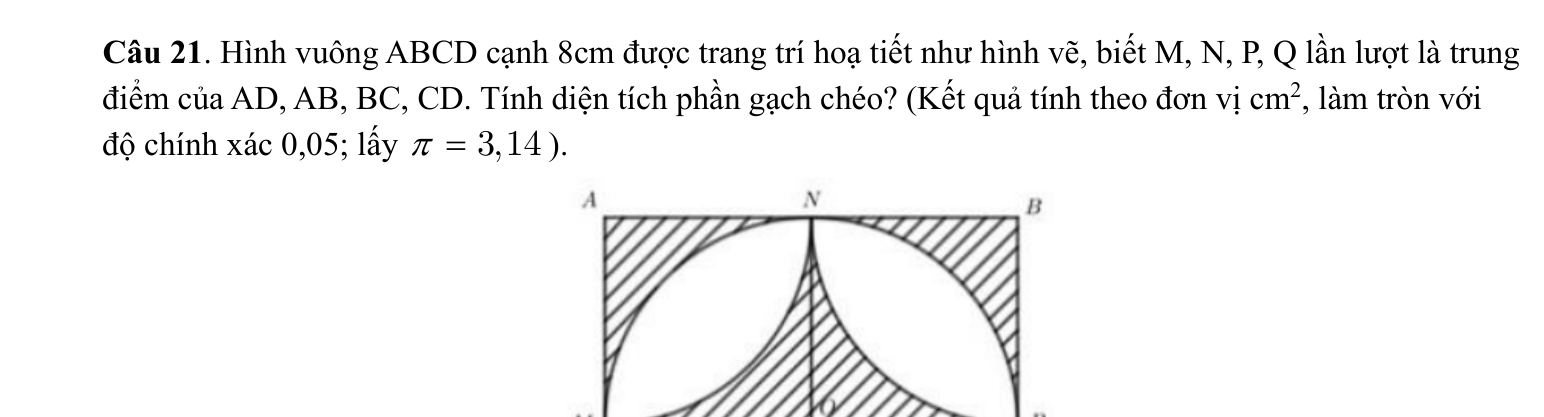 Câu 21. Hình vuông ABCD cạnh 8cm được trang trí hoạ tiết như hình vẽ, biết M, N, P, Q lần lượt là trung
điểm của AD, AB, BC, CD. Tính diện tích phần gạch chéo? (Kết quả tính theo đơn vị cm², làm tròn với
độ chính xác 0,05; lấy π = 3,14 ).
A N B